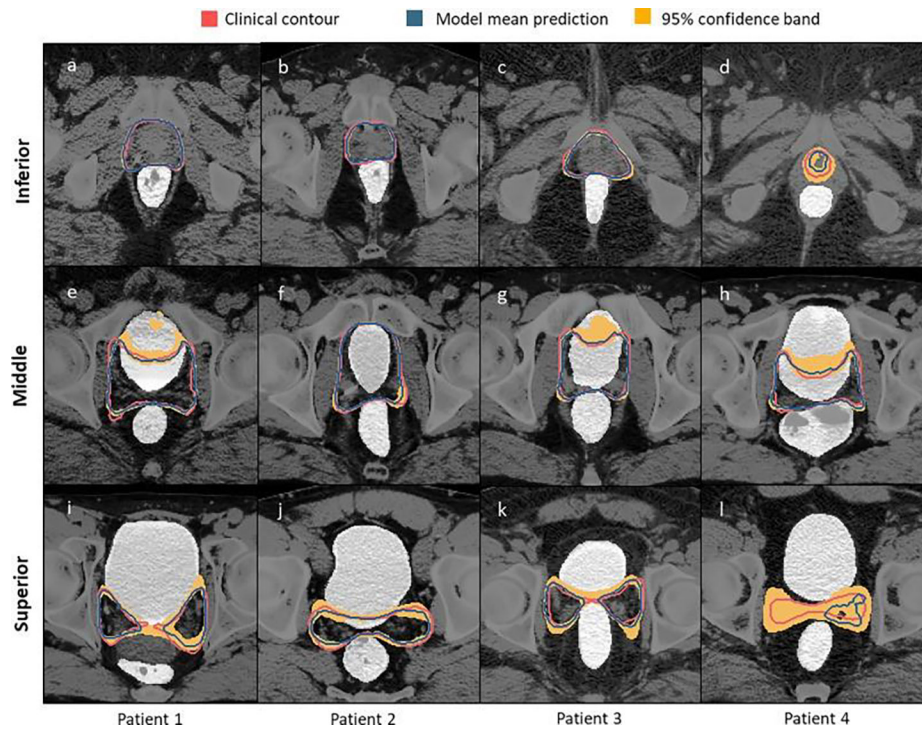 Clinical contour Model mean prediction 95% confidence band
a b c d
Inferior
e f g h
Middle
i j k l
Superior
Patient 1 Patient 2 Patient 3 Patient 4